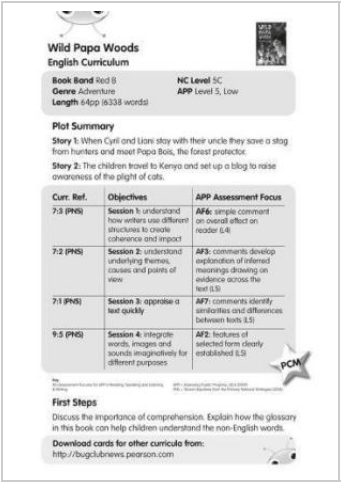 Wild Papa Woods
English Curriculum
Book Band Red B
NC Level 5C
Genre Adventure
APP Level 5, Low
Length 64pp (6338 words)
Plot Summary
Story 1: When Cyril and Liani stay with their uncle they save a stag
from hunters and meet Papa Bois, the forest protector.
Story 2: The children travel to Kenya and set up a blog to raise
awareness of the plight of cats.
Curr. Ref.
Objectives
APP Assessment Focus
7:3 (PNS)
Session 1: understand
how writers use different
structures to create
coherence and impact
AF6: simple comment
on overall effect on
reader (L4)
7:2 (PNS)
Session 2: understand
underlying themes,
causes and points of
view
AF3: comments develop
explanation of inferred
meanings drawing on
evidence across the
text (L5)
7:1 (PNS)
Session 3: appraise a
text quickly
AF7: comments identify
similarities and differences
between texts (L5)
9:5 (PNS)
Session 4: integrate
words, images and
sounds imaginatively for
different purposes
AF2: features of
selected form clearly
established (L5)
PCM
Key
First Steps
Discuss the importance of comprehension. Explain how the glossary
in this book can help children understand the non-English words.
Download cards for other curricula from:
http://bugclubnews.pearson.com